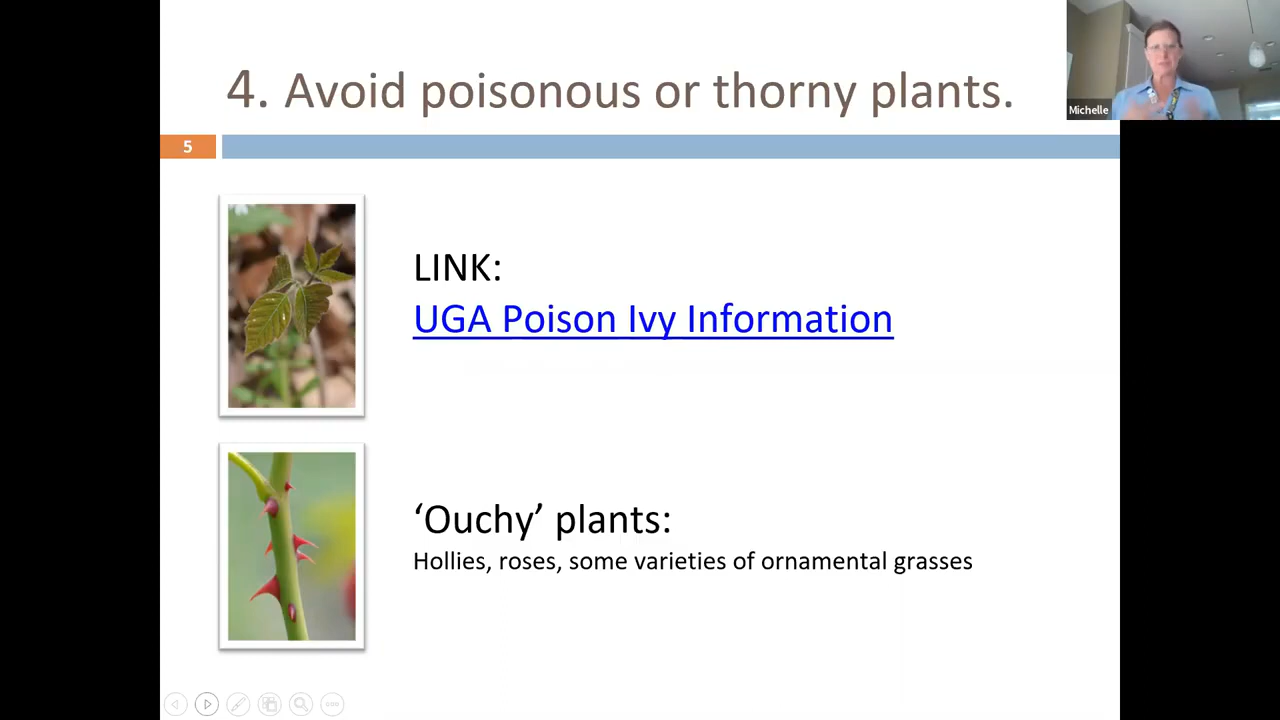 4. Avoid poisonous or thorny plants.
Michelle
5
LINK:
UGA Poison Ivy Information
‘Ouchy’ plants:
Hollies, roses, some varieties of ornamental grasses